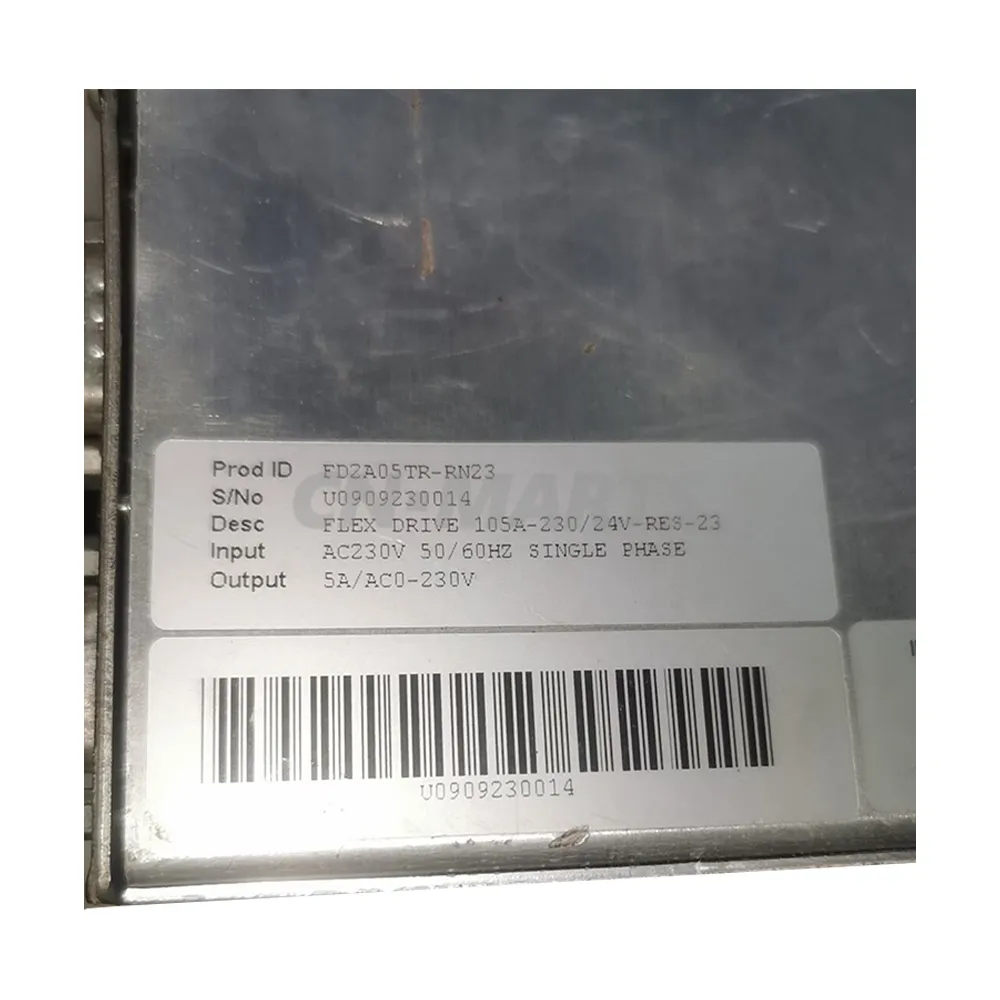 Prod ID FD2A05TR-RN23
S/No U0909230014
Desc FLEX DRIVE 105A-230/24V-RES-23
Input AC230V 50/60HZ SINGLE PHASE
Output 5A/AC0-230V
U0909230014